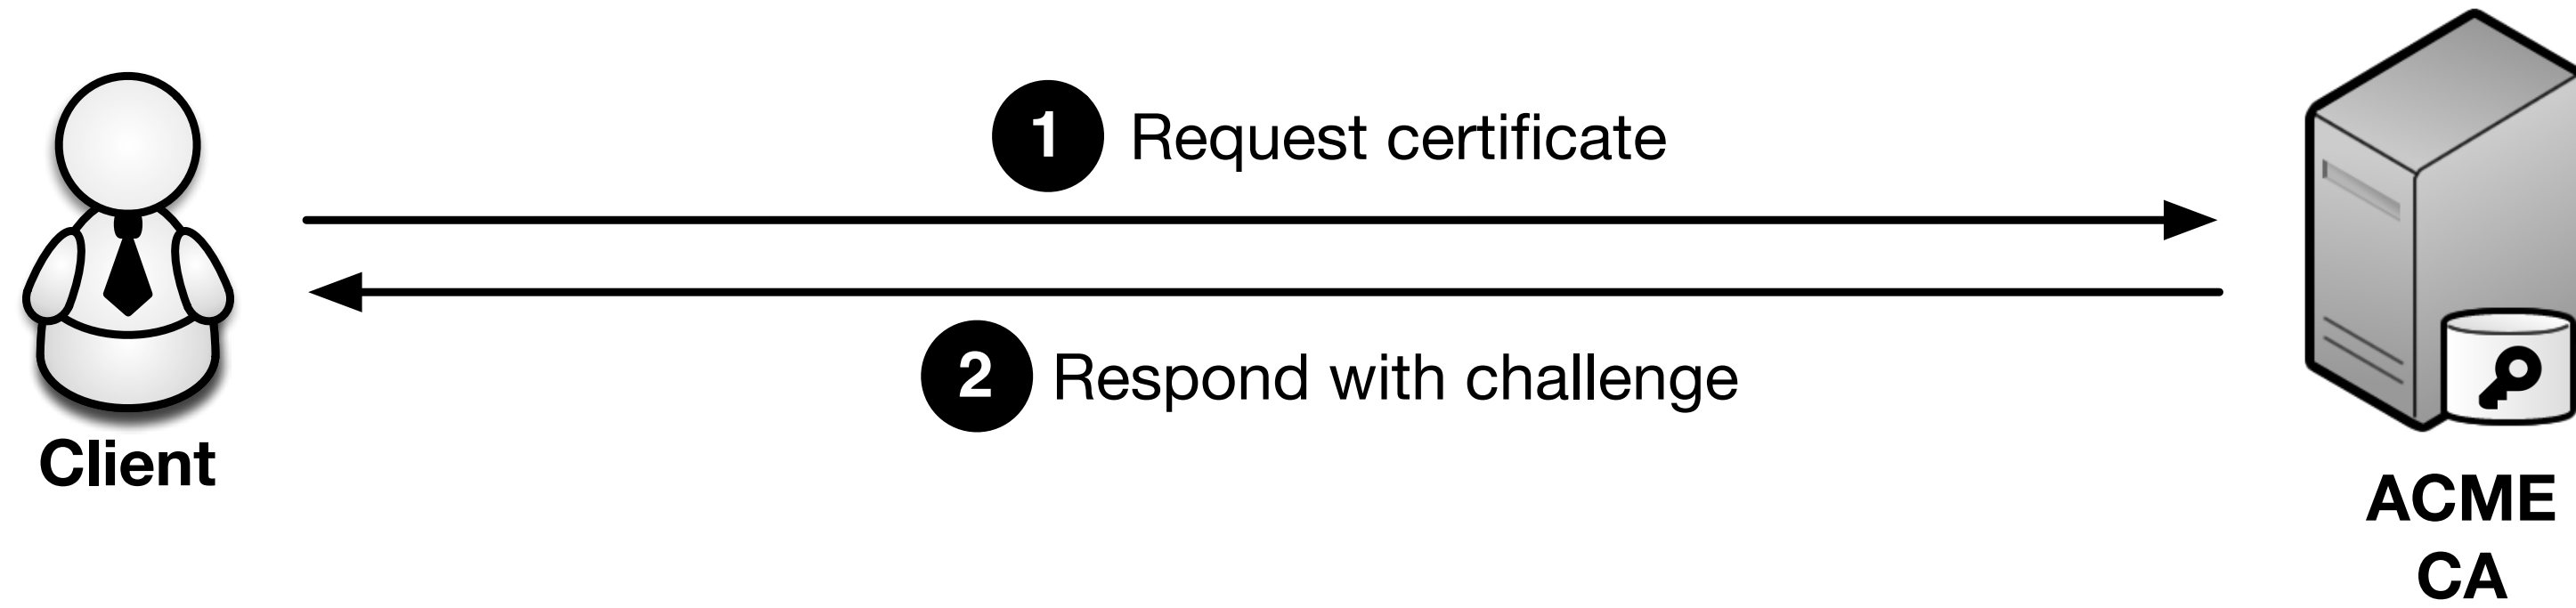 1 Request certificate
2 Respond with challenge
Client
ACME
CA